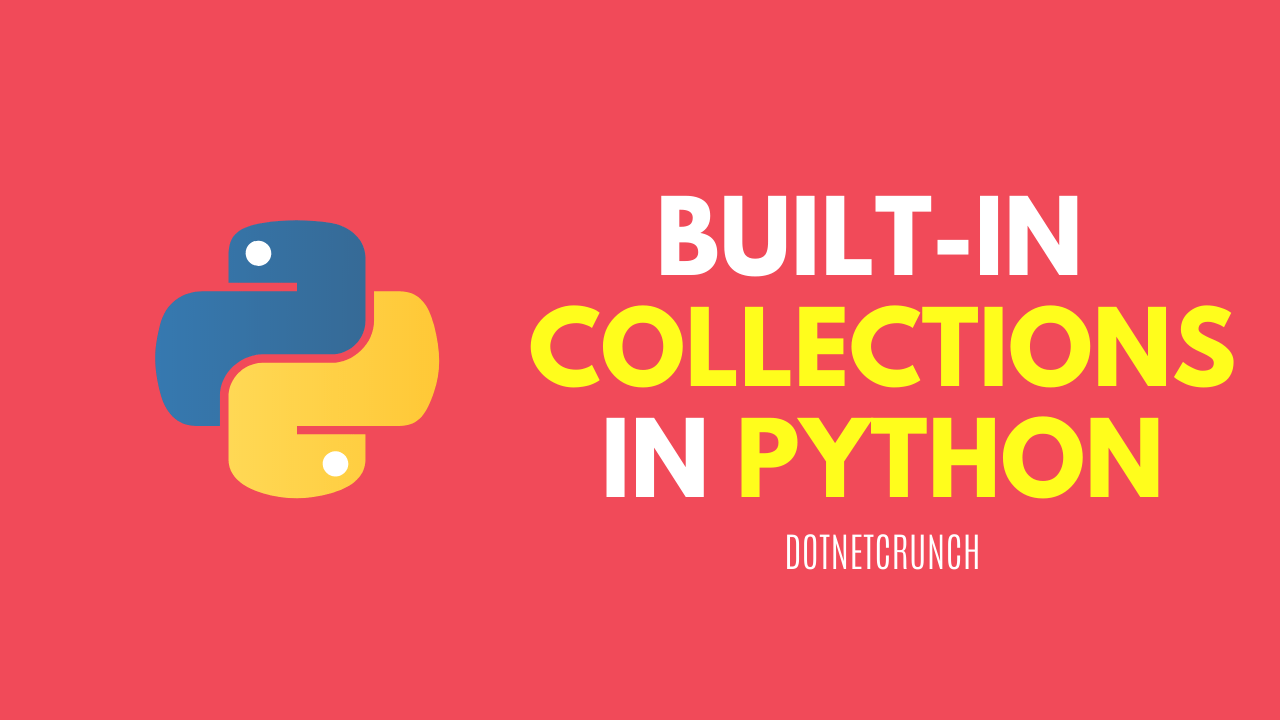 BUILT-IN
COLLECTIONS
IN PYTHON
DOTNETCRUNCH